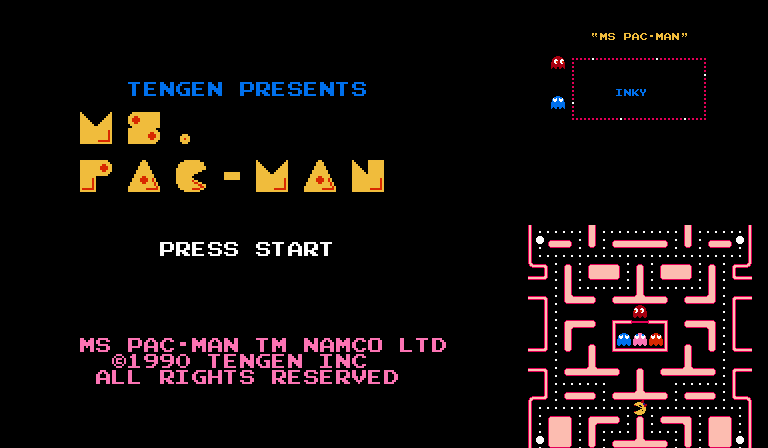 TENGEN PRESENTS
MS.
PAC-MAN
PRESS START
MS PAC-MAN TM NAMCO LTD
©1990 TENGEN INC
ALL RIGHTS RESERVED
"MS PAC-MAN"
INKY